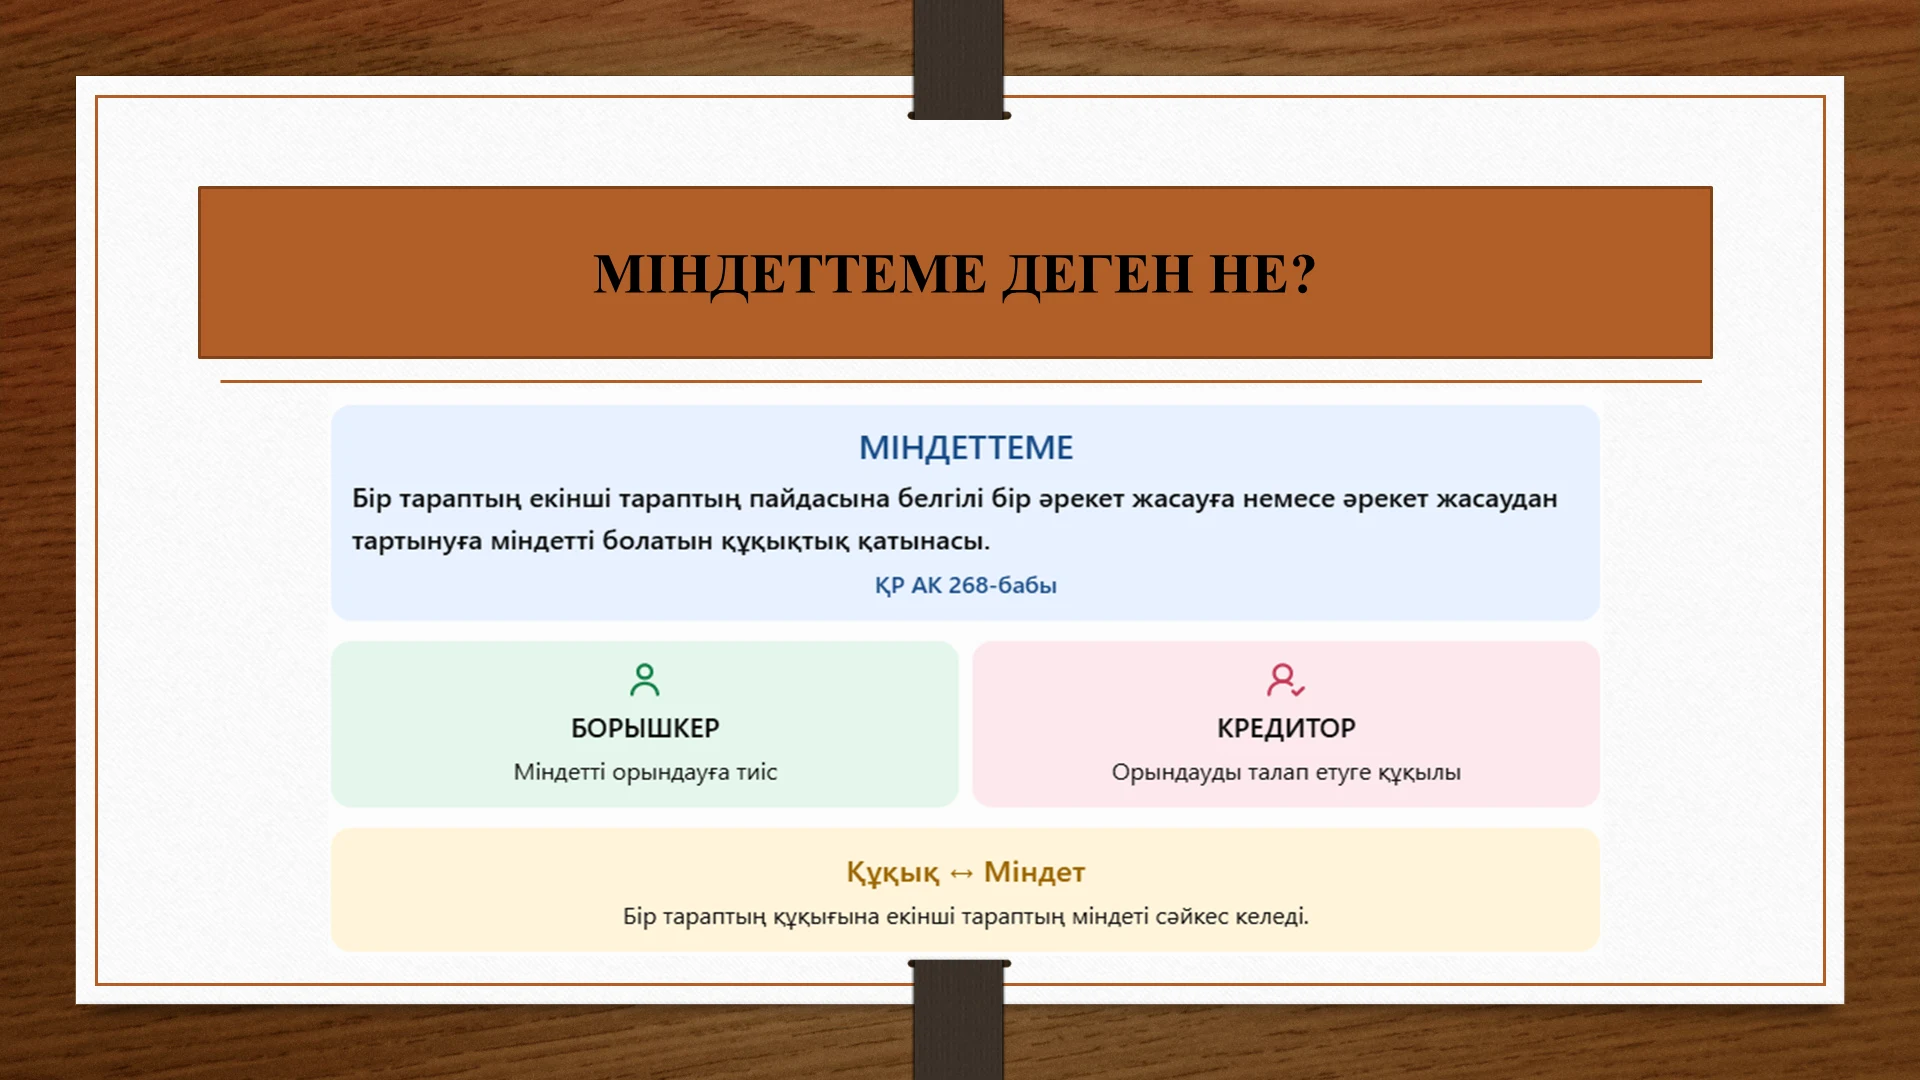 МІНДЕТТЕМЕ ДЕГЕН НЕ?
МІНДЕТТЕМЕ
Бір тараптың екінші тараптың пайдасына белгілі бір әрекет жасауға немесе әрекет жасаудан
тартынуға міндетті болатын құқықтық қатынасы.
ҚР АК 268-бабы
БОРЫШКЕР
Міндетті орындауға тиіс
КРЕДИТОР
Орындауды талап етуге құқылы
Құқық ↔ Міндет
Бір тараптың құқығына екінші тараптың міндеті сәйкес келеді.